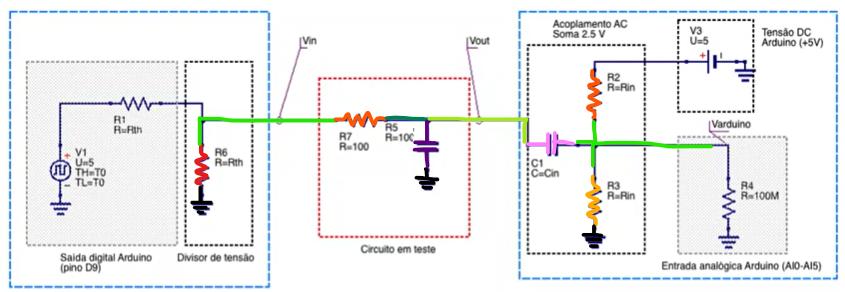 Acoplamento AC
Soma 2.5 V
V3
U=5
Tensão DC
Arduino (+5V)
Vin
Vout
R2
R=Rin
R1
R=Rth
R7
R=100
R5
Varduino
V1
U=5
TH=T0
TL=T0
R6
R=Rth
C1
C=Cin
R3
R=Rin
R4
R=100M
Saída digital Arduino
(pino D9)
Divisor de tensão
Circuito em teste
Entrada analógica Arduino (AI0-AI5)